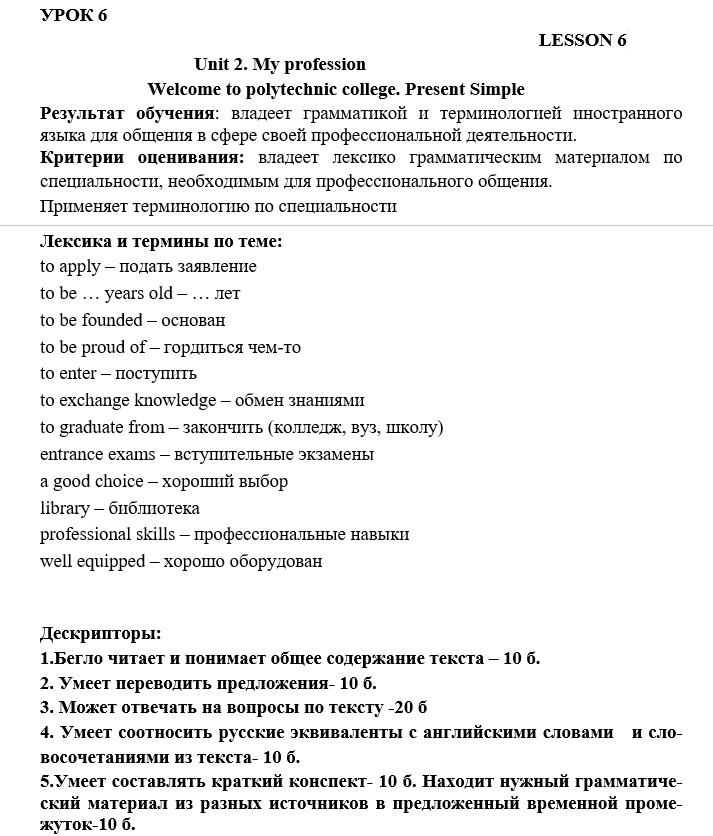 УРОК 6
LESSON 6
Unit 2. My profession
Welcome to polytechnic college. Present Simple
Результат обучения: владеет грамматикой и терминологией иностранного
языка для общения в сфере своей профессиональной деятельности.
Критерии оценивания: владеет лексико грамматическим материалом по
специальности, необходимым для профессионального общения.
Применяет терминологию по специальности
Лексика и термины по теме:
to apply – подать заявление
to be … years old – … лет
to be founded – основан
to be proud of – гордиться чем-то
to enter – поступить
to exchange knowledge – обмен знаниями
to graduate from – закончить (колледж, вуз, школу)
entrance exams – вступительные экзамены
a good choice – хороший выбор
library – библиотека
professional skills – профессиональные навыки
well equipped – хорошо оборудован
Дескрипторы:
1.Бегло читает и понимает общее содержание текста – 10 б.
2. Умеет переводить предложения- 10 б.
3. Может отвечать на вопросы по тексту -20 б
4. Умеет соотносить русские эквиваленты с английскими словами и сло-
восочетаниями из текста- 10 б.
5.Умеет составлять краткий конспект- 10 б. Находит нужный грамматиче-
ский материал из разных источников в предложенный временной проме-
жуток-10 б.